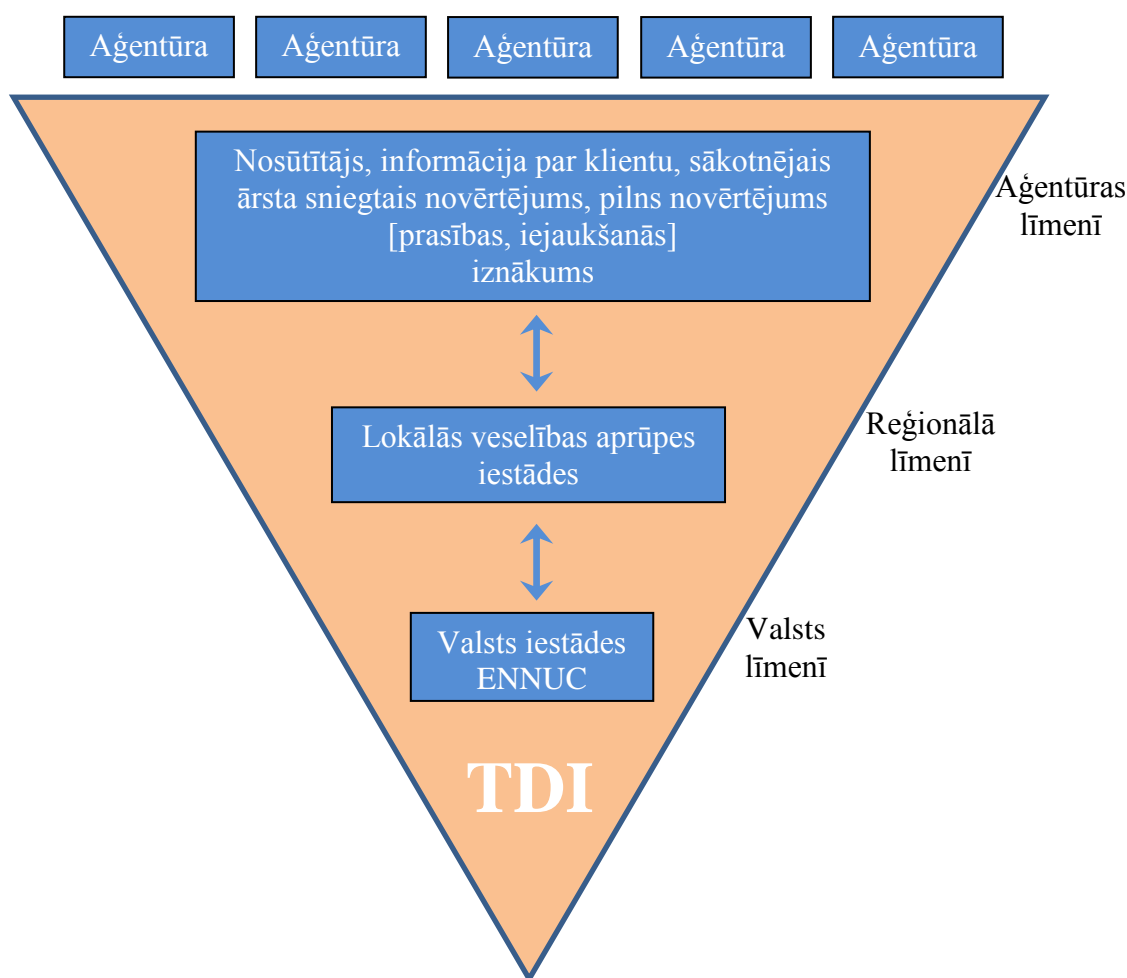 Aģentūra
Aģentūra
Aģentūra
Aģentūra
Aģentūra
Nosūtītājs, informācija par klientu, sākotnējais
ārsta sniegtais novērtējums, pilns novērtējums
[prasības, iejaukšanās]
iznākums
Aģentūras
līmenī
Lokālās veselības aprūpes
iestādes
Reģionālā
līmenī
Valsts iestādes
ENNUC
Valsts
līmenī
TDI